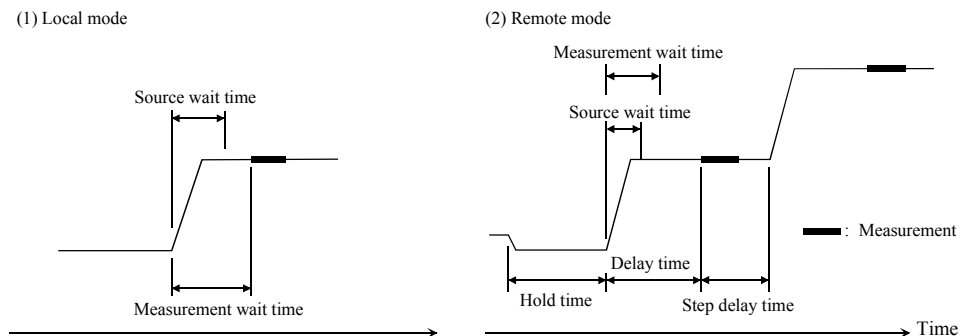 (1) Local mode
Source wait time
Measurement wait time
(2) Remote mode
Measurement wait time
Source wait time
: Measurement
Delay time
Hold time
Step delay time
Time